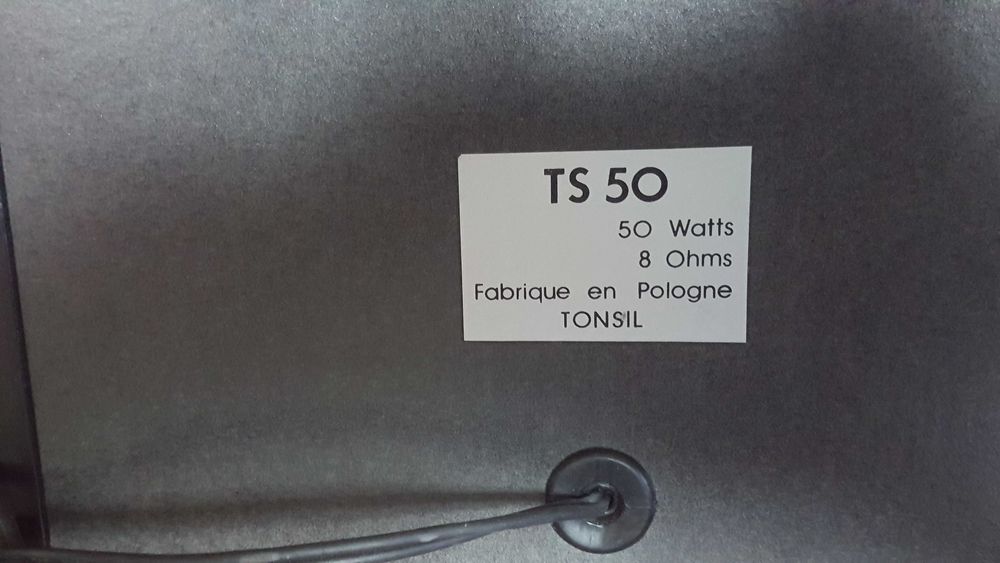 TS 50
50 Watts
8 Ohms
Fabrique en Pologne
TONSIL